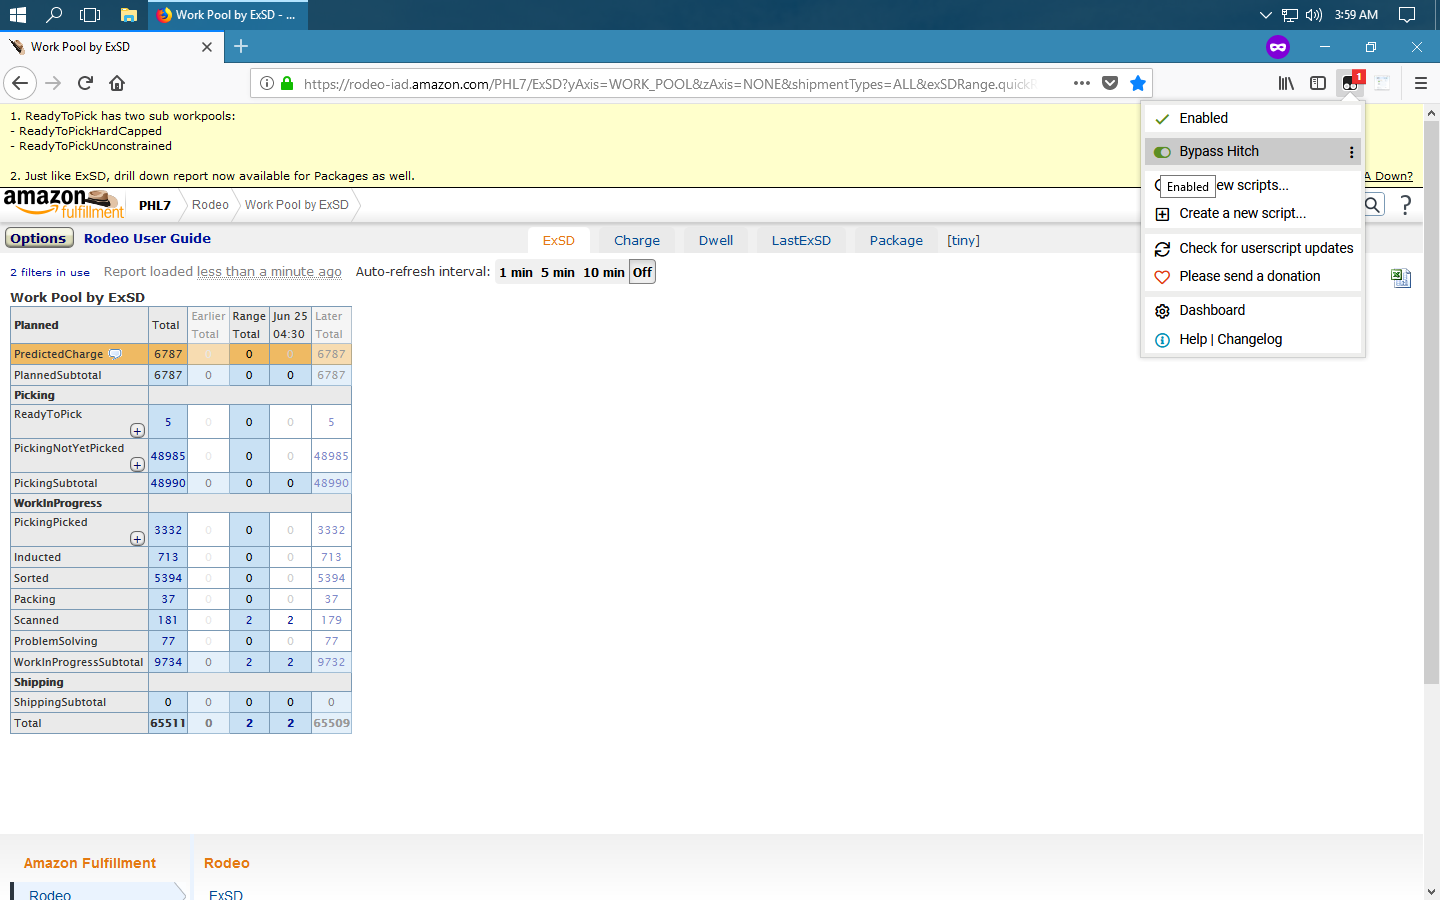 Work Pool by ExSD - ...
3:59 AM
Work Pool by ExSD
https://rodeo-iad.amazon.com/PHL7/ExSD?yAxis=WORK_POOL&zAxis=NONE&shipmentTypes=ALL&exSDRange.quickR
1
1. ReadyToPick has two sub workpools:
- ReadyToPickHardCapped
- ReadyToPickUnconstrained
2. Just like ExSD, drill down report now available for Packages as well.
A Down?
Enabled
Bypass Hitch
Enabled
ew scripts...
Create a new script...
Check for userscript updates
Please send a donation
Dashboard
Help | Changelog
amazon
fulfillment
PHL7 Rodeo Work Pool by ExSD
?
Options Rodeo User Guide ExSD Charge Dwell LastExSD Package [tiny]
2 filters in use Report loaded less than a minute ago Auto-refresh interval: 1 min 5 min 10 min Off
Work Pool by ExSD
Planned Total Earlier Total Range Total Jun 25 04:30 Later Total
PredictedCharge 6787 0 0 0 6787
PlannedSubtotal 6787 0 0 0 6787
Picking
ReadyToPick + 5 0 0 0 5
PickingNotYetPicked + 48985 0 0 0 48985
PickingSubtotal 48990 0 0 0 48990
WorkInProgress
PickingPicked + 3332 0 0 0 3332
Inducted 713 0 0 0 713
Sorted 5394 0 0 0 5394
Packing 37 0 0 0 37
Scanned 181 0 2 2 179
ProblemSolving 77 0 0 0 77
WorkInProgressSubtotal 9734 0 2 2 9732
Shipping
ShippingSubtotal 0 0 0 0 0
Total 65511 0 2 2 65509
Amazon Fulfillment Rodeo
Rodeo ExSD